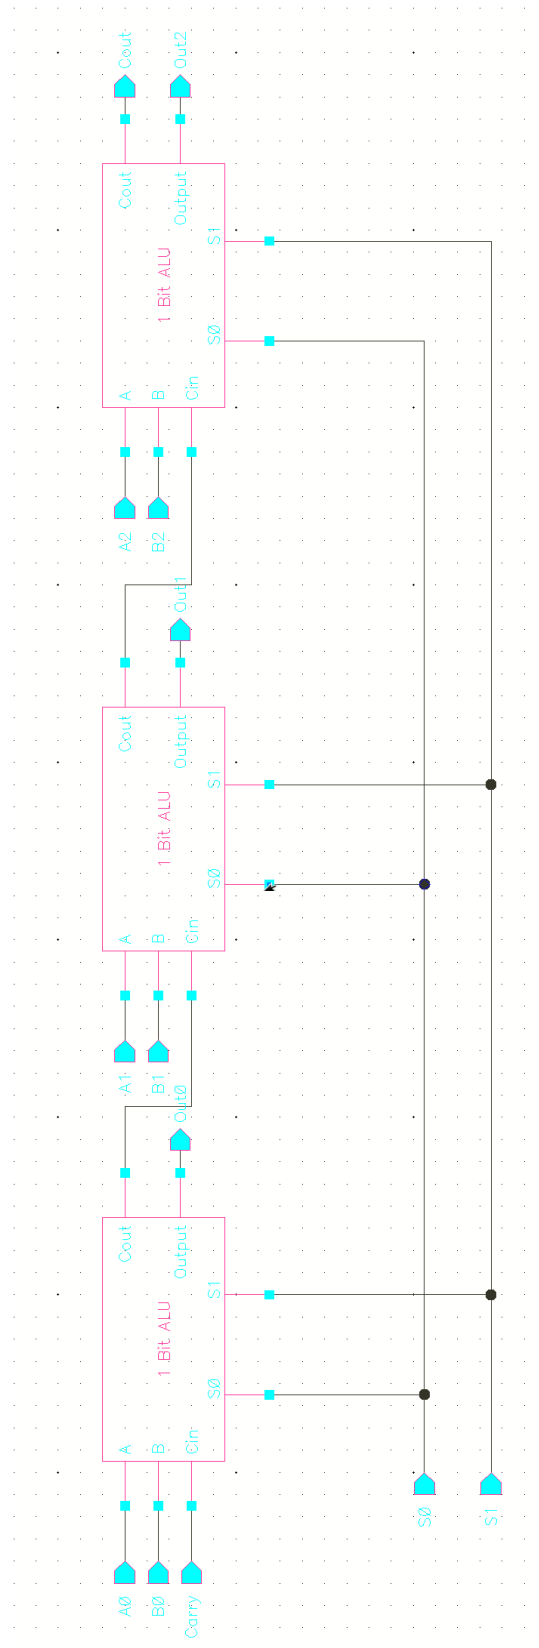 Cout
Out2
Cout
Output
S1
1 Bit ALU
S0
A
B
Cin
A2
B2
Out1
Cout
Output
S1
1 Bit ALU
S0
A
B
Cin
A1
B1
Out0
Cout
Output
S1
1 Bit ALU
S0
A
B
Cin
S0
S1
A0
B0
Carry